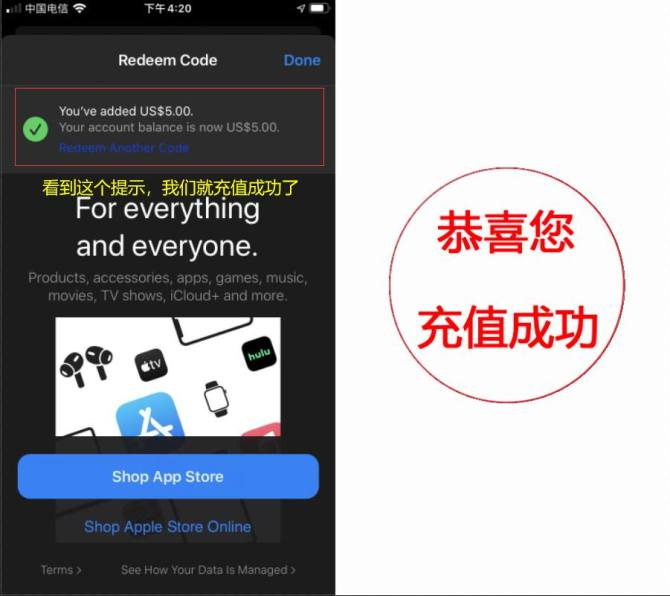 中国电信
下午4:20
Redeem Code
Done
You've added US$5.00.
Your account balance is now US$5.00.
Redeem Another Code
看到这个提示，我们就充值成功了
For everything
and everyone.
Products, accessories, apps, games, music,
movies, TV shows, iCloud+ and more.
tv
hulu
Shop App Store
Shop Apple Store Online
Terms >
See How Your Data Is Managed >
恭喜您
充值成功